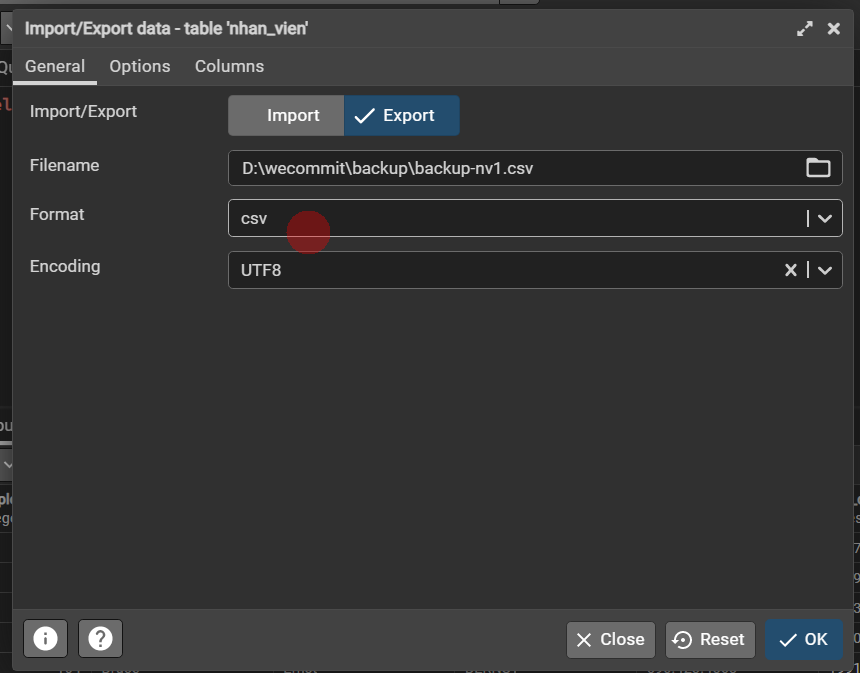 Import/Export data - table 'nhan_vien'
General Options Columns
Import/Export Import Export
Filename D:\wecommit\backup\backup-nv1.csv
Format csv
Encoding UTF8
Close Reset OK